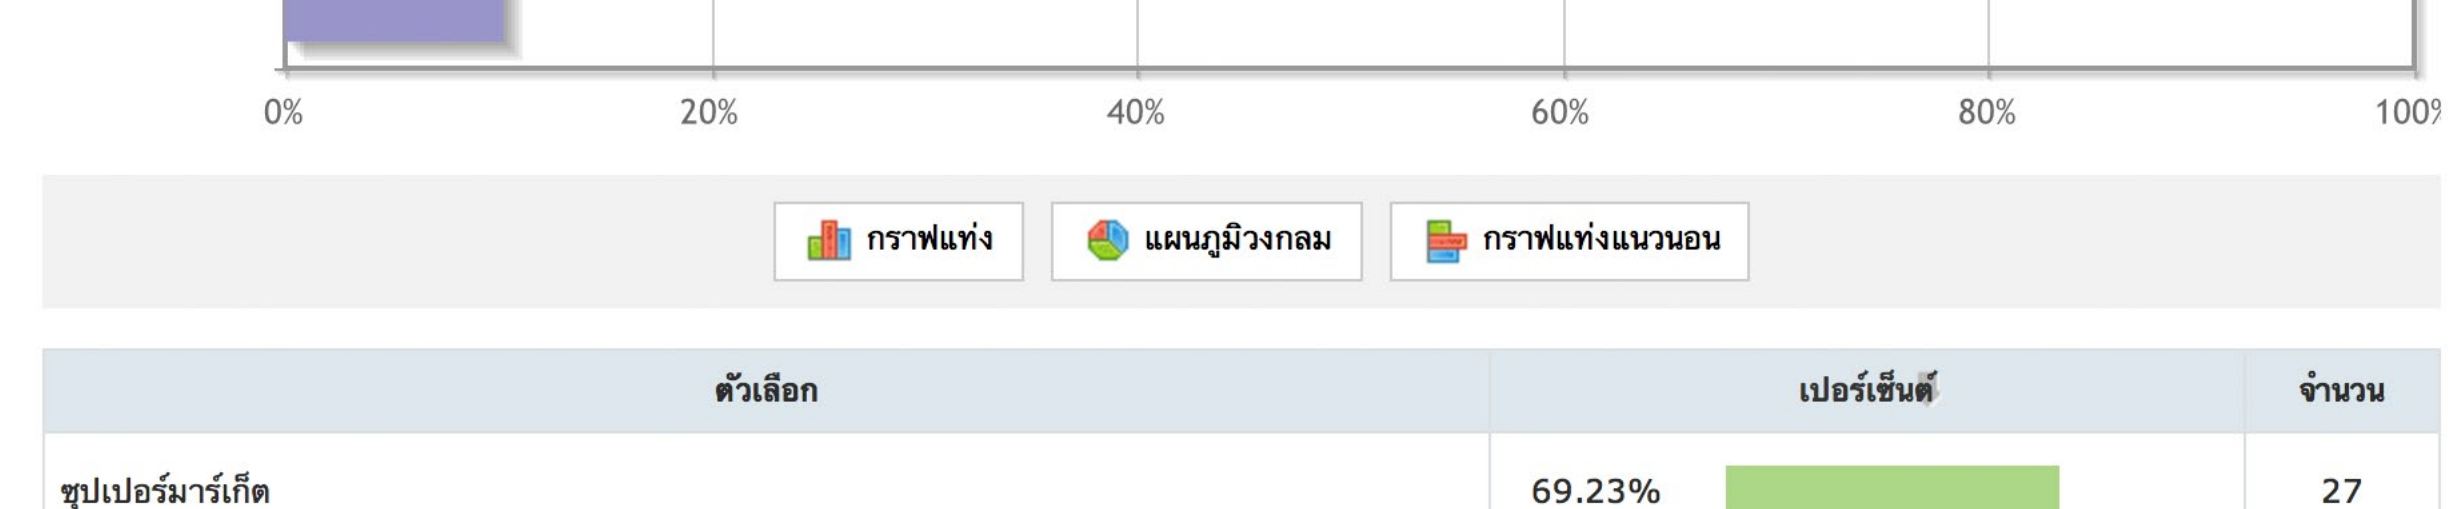 0% 20% 40% 60% 80% 100%
กราฟแท่ง แผนภูมิวงกลม กราฟแท่งแนวนอน
ตัวเลือก เปอร์เซ็นต์ จำนวน
ซุปเปอร์มาร์เก็ต 69.23% 27